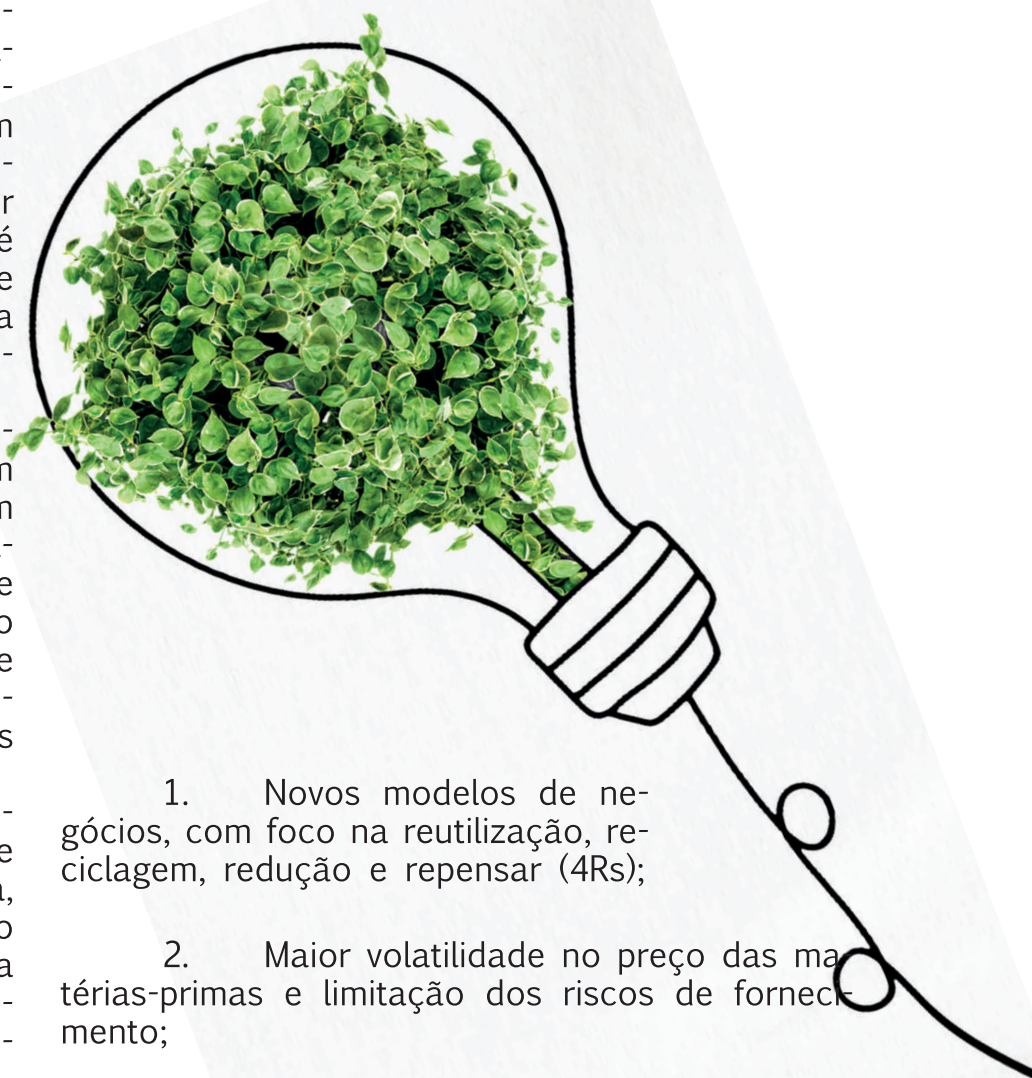 -
-
-
m
-
r
é
e
a
-
-
m
m
-
e
o
e
-
s
-
e
,
o
a
-
-
1. Novos modelos de ne-
gócios, com foco na reutilização, re-
ciclagem, redução e repensar (4Rs);
2. Maior volatilidade no preço das ma-
térias-primas e limitação dos riscos de forneci-
mento;